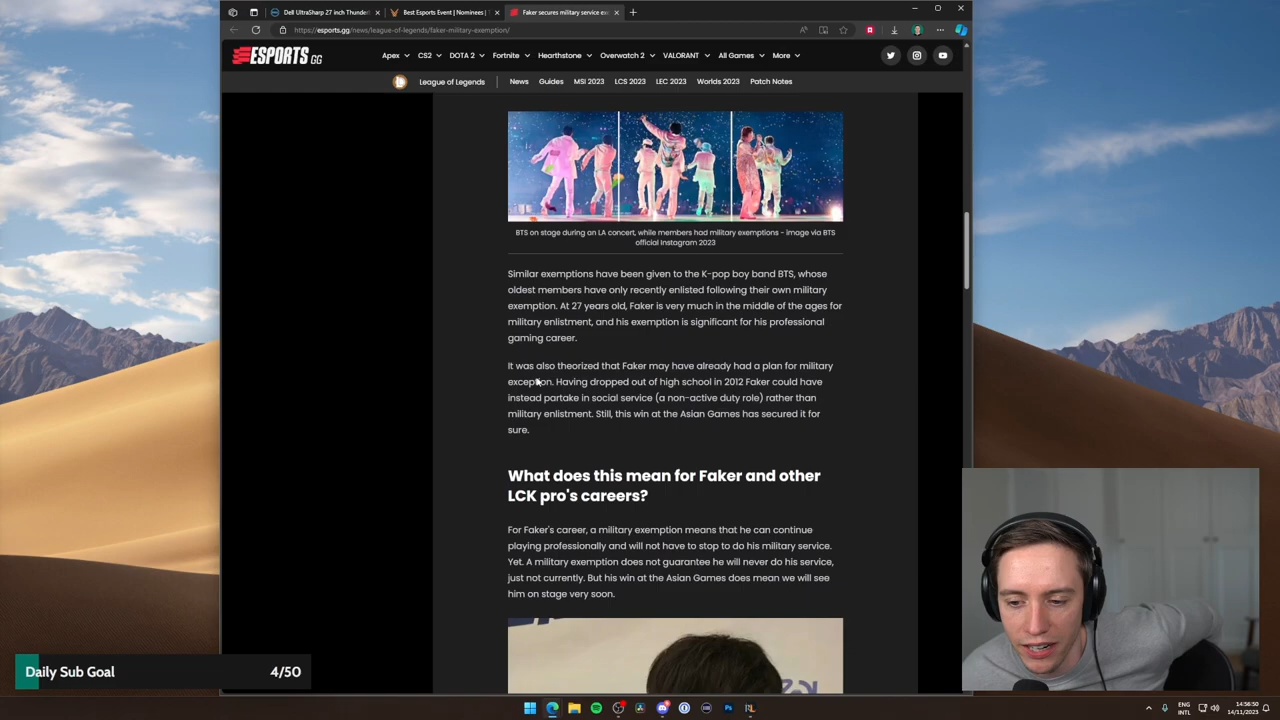 Dell UltraSharp 27 inch Thunderb
Best Esports Event | Nominees |
Faker secures military service ex
https://esports.gg/news/league-of-legends/faker-military-exemption/
ESPORTS GG
Apex
CS2
DOTA 2
Fortnite
Hearthstone
Overwatch 2
VALORANT
All Games
More
League of Legends
News
Guides
MSI 2023
LCS 2023
LEC 2023
Worlds 2023
Patch Notes
BTS on stage during an LA concert, while members had military exemptions - image via BTS
official Instagram 2023
Similar exemptions have been given to the K-pop boy band BTS, whose
oldest members have only recently enlisted following their own military
exemption. At 27 years old, Faker is very much in the middle of the ages for
military enlistment, and his exemption is significant for his professional
gaming career.
It was also theorized that Faker may have already had a plan for military
exception. Having dropped out of high school in 2012 Faker could have
instead partake in social service (a non-active duty role) rather than
military enlistment. Still, this win at the Asian Games has secured it for
sure.
What does this mean for Faker and other
LCK pro's careers?
For Faker's career, a military exemption means that he can continue
playing professionally and will not have to stop to do his military service.
Yet. A military exemption does not guarantee he will never do his service,
just not currently. But his win at the Asian Games does mean we will see
him on stage very soon.
Daily Sub Goal
4/50
ENG
INTL
14:56:50
14/11/2023